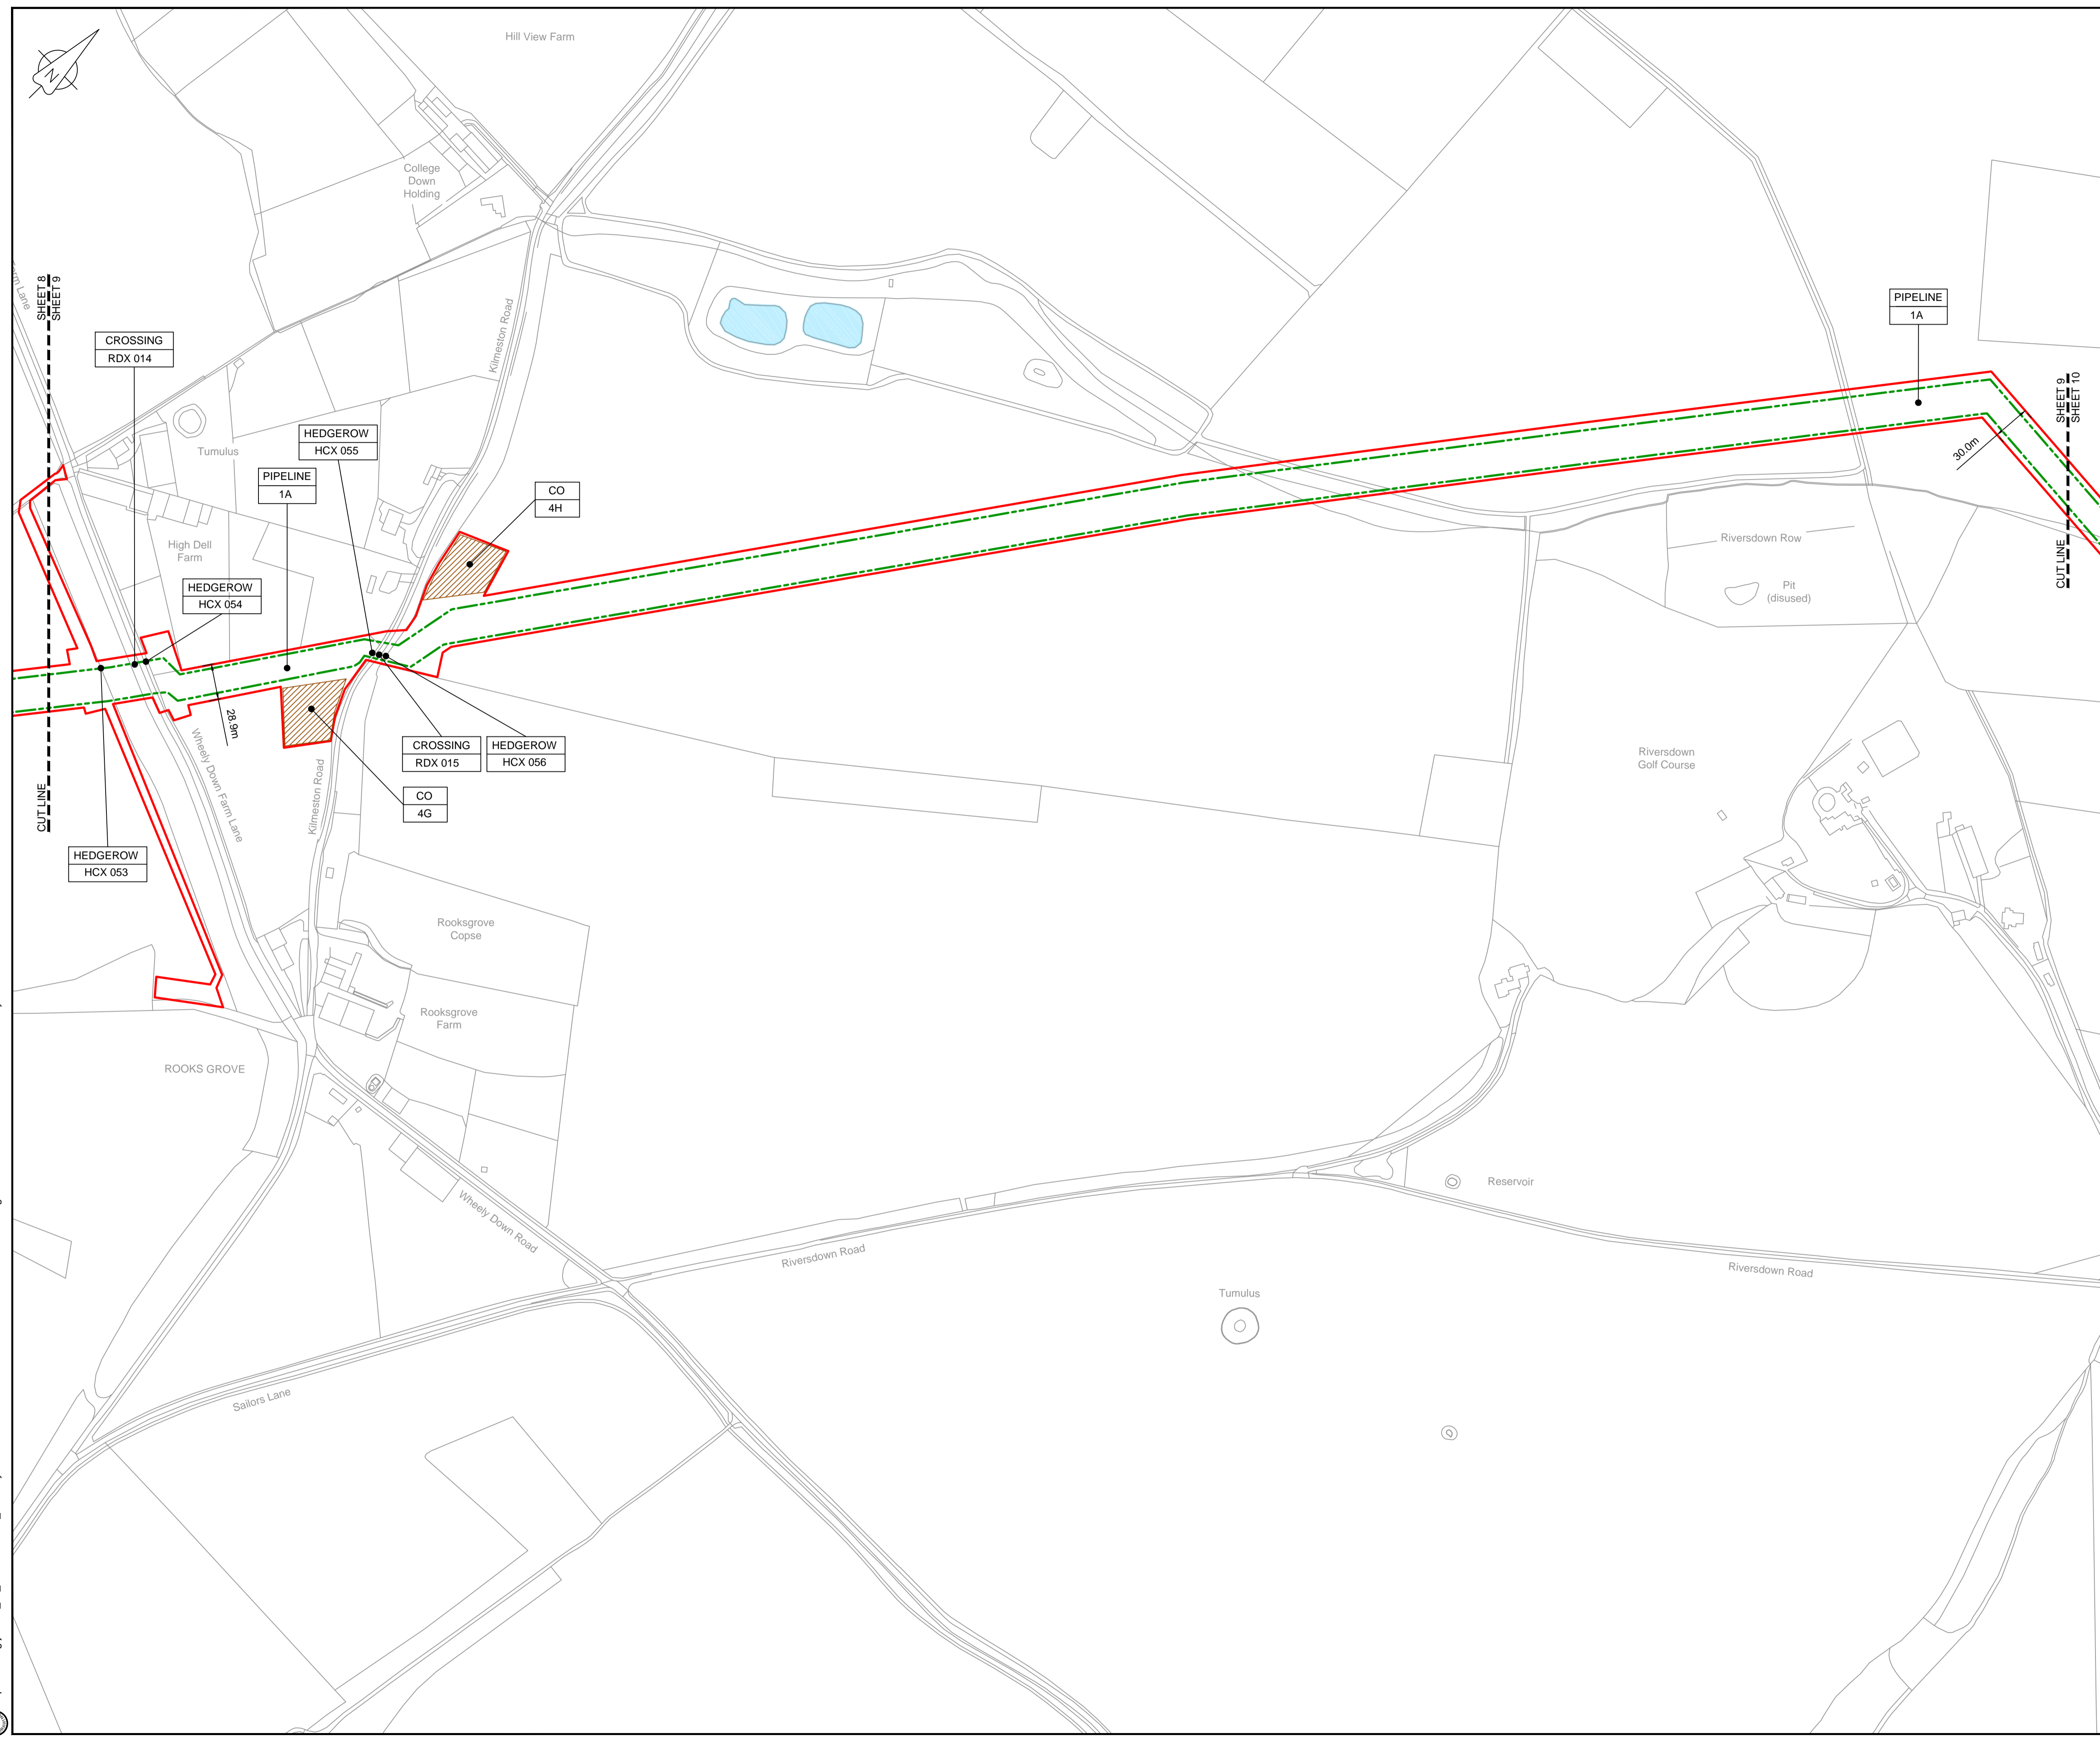 N
Hill View Farm
College
Down
Holding
Farm Lane
SHEET 8
SHEET 9
CROSSING
RDX 014
Kilmeston Road
PIPELINE
1A
SHEET 9
SHEET 10
30.0m
CUT LINE
Tumulus
HEDGEROW
HCX 055
PIPELINE
1A
CO
4H
High Dell
Farm
HEDGEROW
HCX 054
Riversdown Row
Pit
(disused)
28.9m
Wheely Down Farm Lane
CROSSING
RDX 015
HEDGEROW
HCX 056
Riversdown
Golf Course
Kilmeston Road
CO
4G
CUT LINE
HEDGEROW
HCX 053
Rooksgrove
Copse
Rooksgrove
Farm
ROOKS GROVE
Reservoir
Wheely Down Road
Riversdown Road
Riversdown Road
Tumulus
Sailors Lane